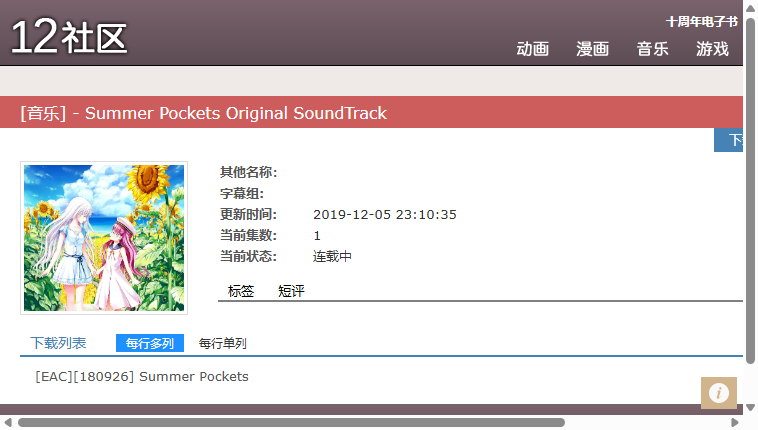 12社区
十周年电子书
动画 漫画 音乐 游戏
[音乐] - Summer Pockets Original SoundTrack
其他名称:
字幕组:
更新时间: 2019-12-05 23:10:35
当前集数: 1
当前状态: 连载中
标签 短评
下载列表 每行多列 每行单列
[EAC][180926] Summer Pockets